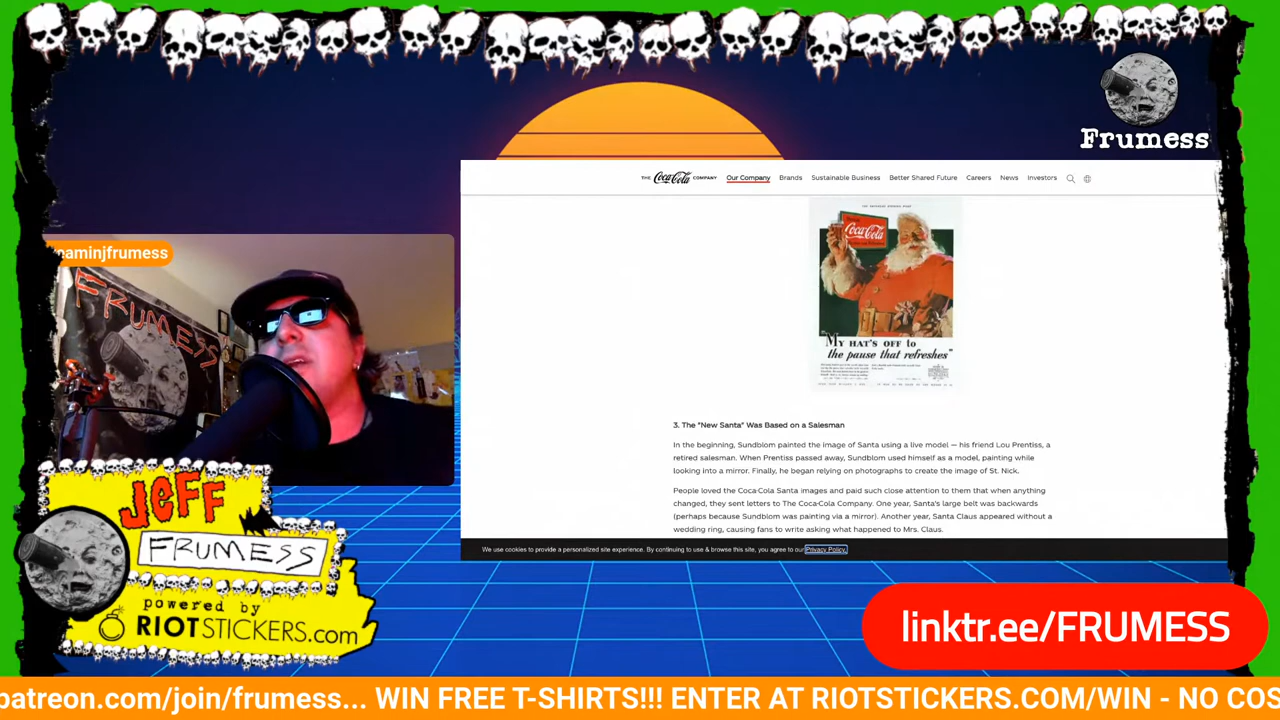 Frumess
THE Coca-Cola COMPANY Our Company Brands Sustainable Business Better Shared Future Careers News Investors
Coca-Cola
"MY HAT'S OFF to
the pause that refreshes"
eaminjfrumess
FRUMESS
3. The "New Santa" Was Based on a Salesman
In the beginning, Sundblom painted the image of Santa using a live model — his friend Lou Prentiss, a
retired salesman. When Prentiss passed away, Sundblom used himself as a model, painting while
looking into a mirror. Finally, he began relying on photographs to create the image of St. Nick.
People loved the Coca-Cola Santa images and paid such close attention to them that when anything
changed, they sent letters to The Coca-Cola Company. One year, Santa's large belt was backwards
(perhaps because Sundblom was painting via a mirror). Another year, Santa Claus appeared without a
wedding ring, causing fans to write asking what happened to Mrs. Claus.
We use cookies to provide a personalized site experience. By continuing to use & browse this site, you agree to our Privacy Policy.
JEFF
FRUMESS
powered by
RIOTSTICKERS.com
linktr.ee/FRUMESS
patreon.com/join/frumess... WIN FREE T-SHIRTS!!! ENTER AT RIOTSTICKERS.COM/WIN - NO COS